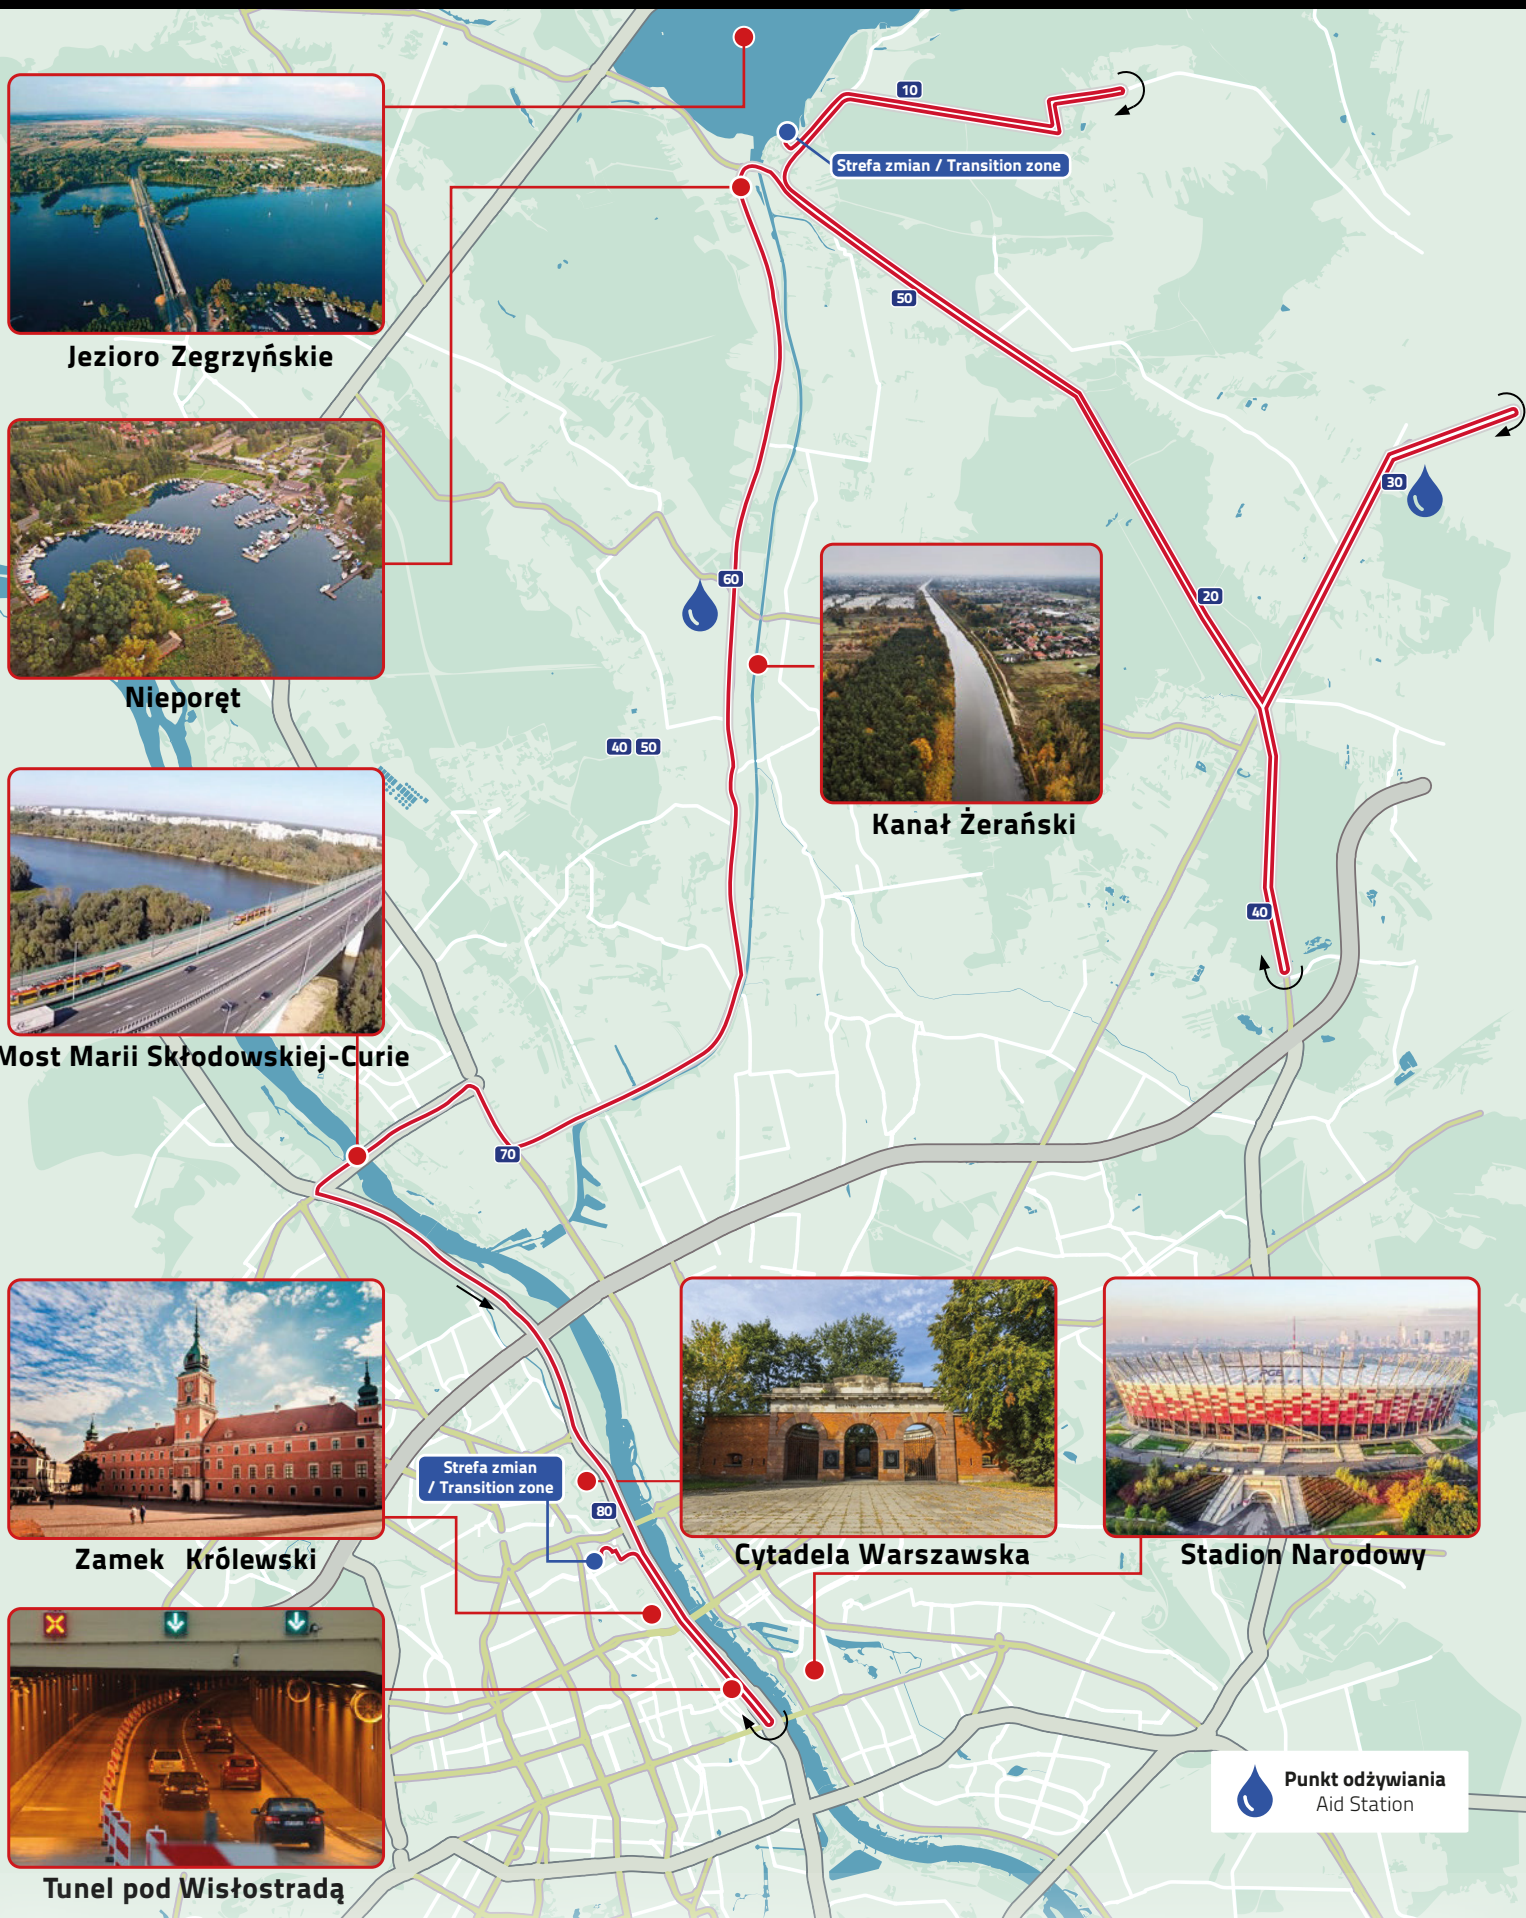 10
Strefa zmian / Transition zone
50
Jezioro Zegrzyńskie
30
60
20
Nieporęt
40 50
Kanał Żerański
40
Most Marii Skłodowskiej-Curie
70
PGE
Strefa zmian
/ Transition zone
80
Zamek Królewski
Cytadela Warszawska
Stadion Narodowy
Punkt odżywiania
Aid Station
Tunel pod Wisłostradą